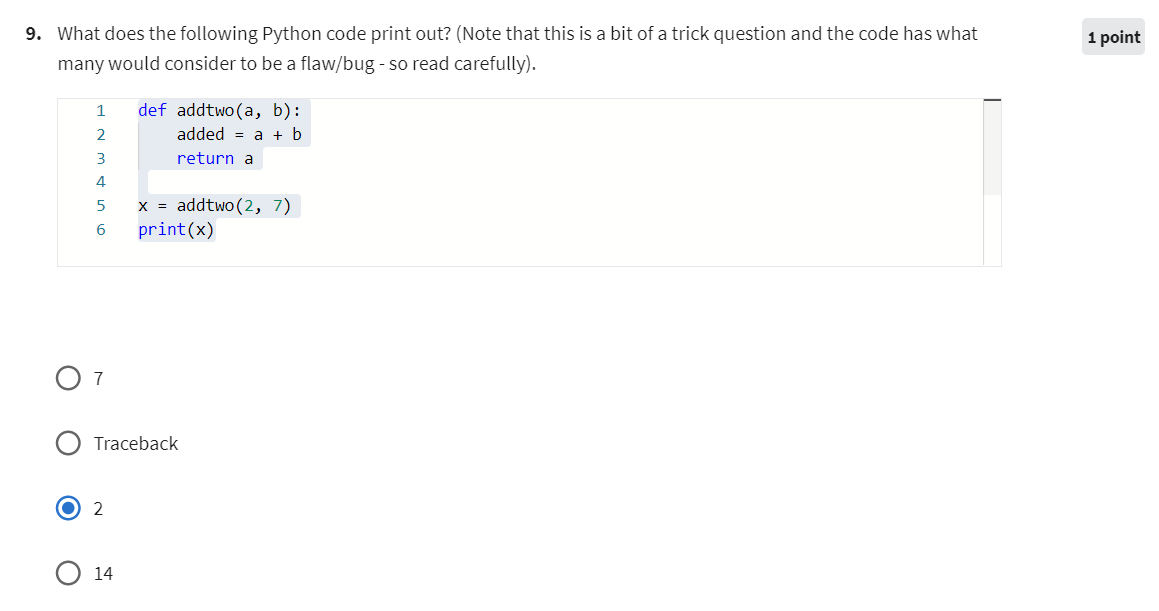 9. What does the following Python code print out? (Note that this is a bit of a trick question and the code has what
1 point
many would consider to be a flaw/bug - so read carefully).
1 def addtwo(a, b):
2     added = a + b
3     return a
4
5 x = addtwo(2, 7)
6 print(x)
7
Traceback
2
14